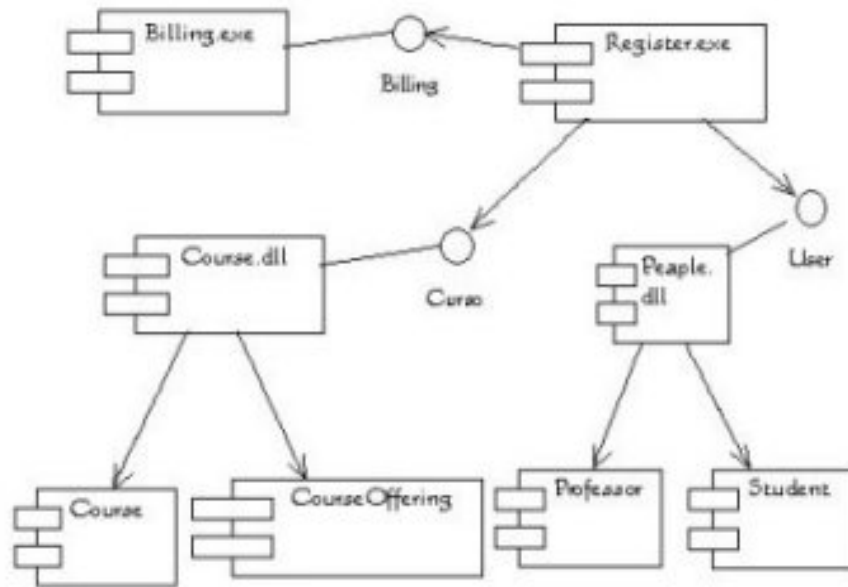 Billing.exe
Register.exe
Billing
Course.dll
Curso
Peaple.
dll
User
Course
CourseOffering
Professor
Student